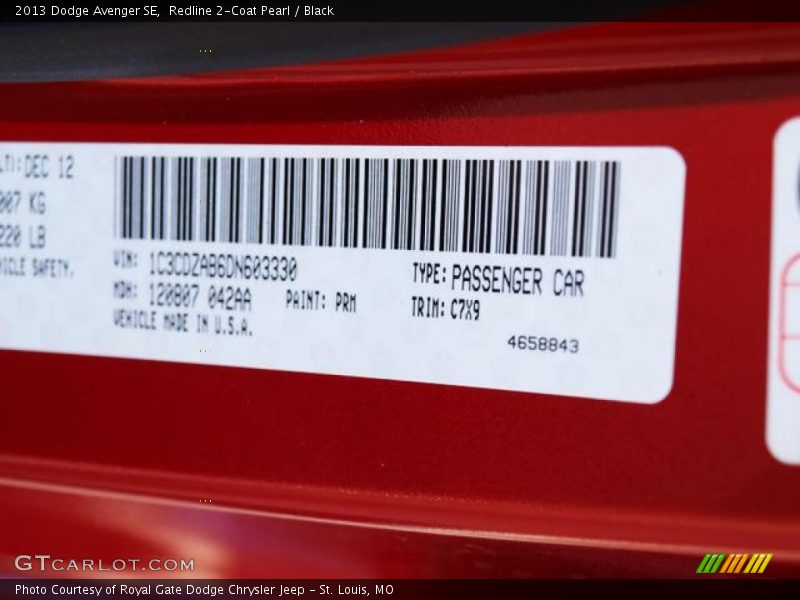 2013 Dodge Avenger SE,  Redline 2-Coat Pearl / Black
DEC 12
KG
LB
SAFETY.
VIN: 1C3CDZAB6DN603330
TYPE: PASSENGER CAR
MDH: 120807 042AA PAINT: PRM
TRIM: C7X9
VEHICLE MADE IN U.S.A.
4658843
GTCARLOT.COM
Photo Courtesy of Royal Gate Dodge Chrysler Jeep - St. Louis, MO